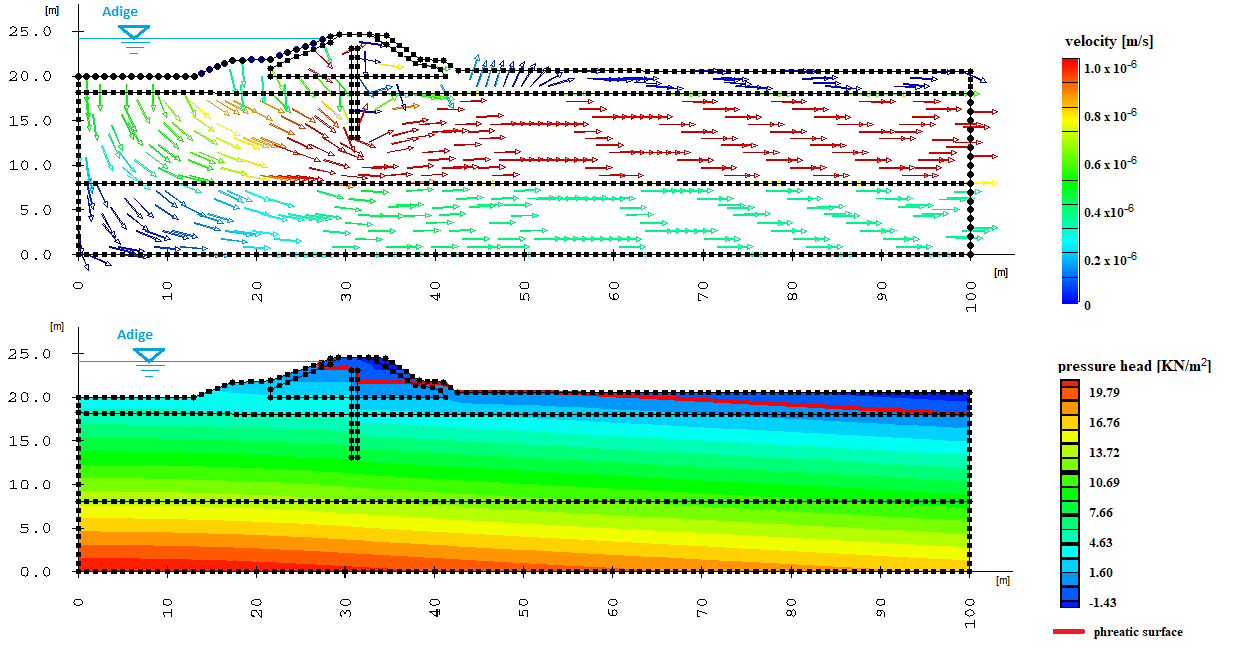 [m]
Adige
25.0
20.0
15.0
10.0
5.0
0.0
0 10 20 30 40 50 60 70 80 90 100
[m]
velocity [m/s]
1.0 x 10-6
0.8 x 10-6
0.6 x 10-6
0.4 x10-6
0.2 x 10-6
0
[m]
Adige
25.0
20.0
15.0
10.0
5.0
0.0
0 10 20 30 40 50 60 70 80 90 100
[m]
pressure head [KN/m2]
19.79
16.76
13.72
10.69
7.66
4.63
1.60
-1.43
phreatic surface